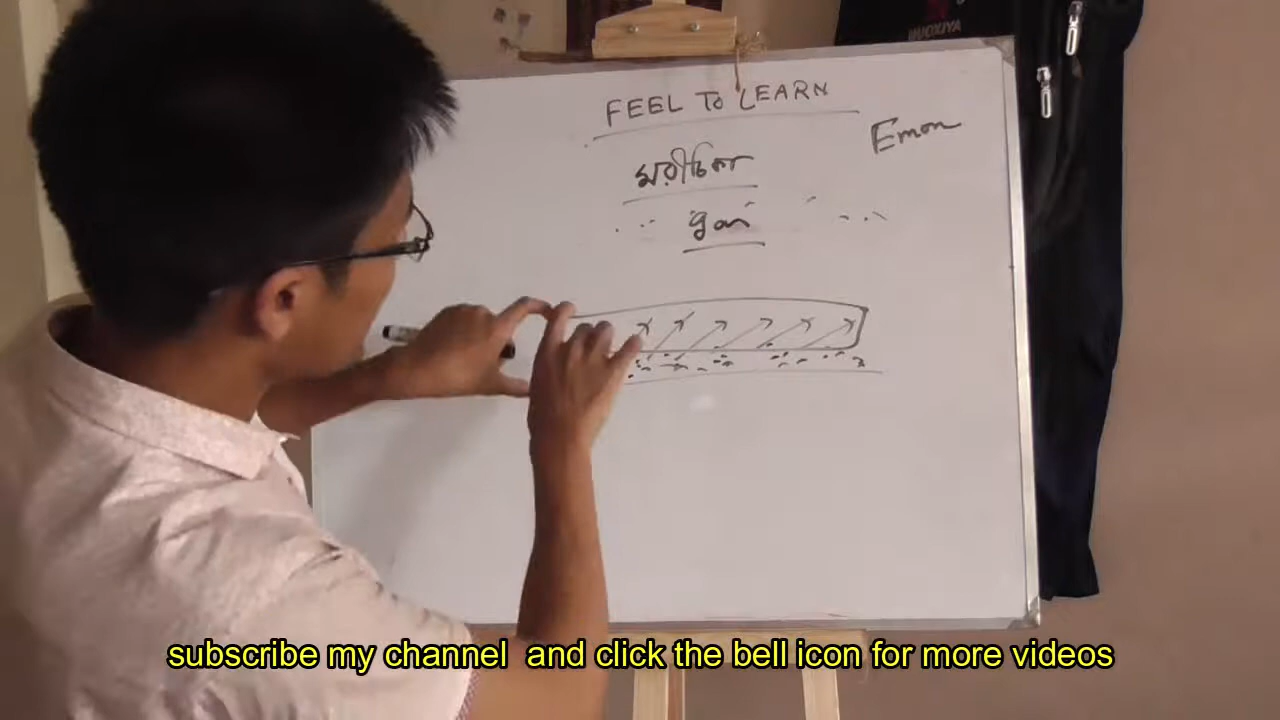 FEEL TO LEARN
Emon
মরীচিকা
subscribe my channel and click the bell icon for more videos